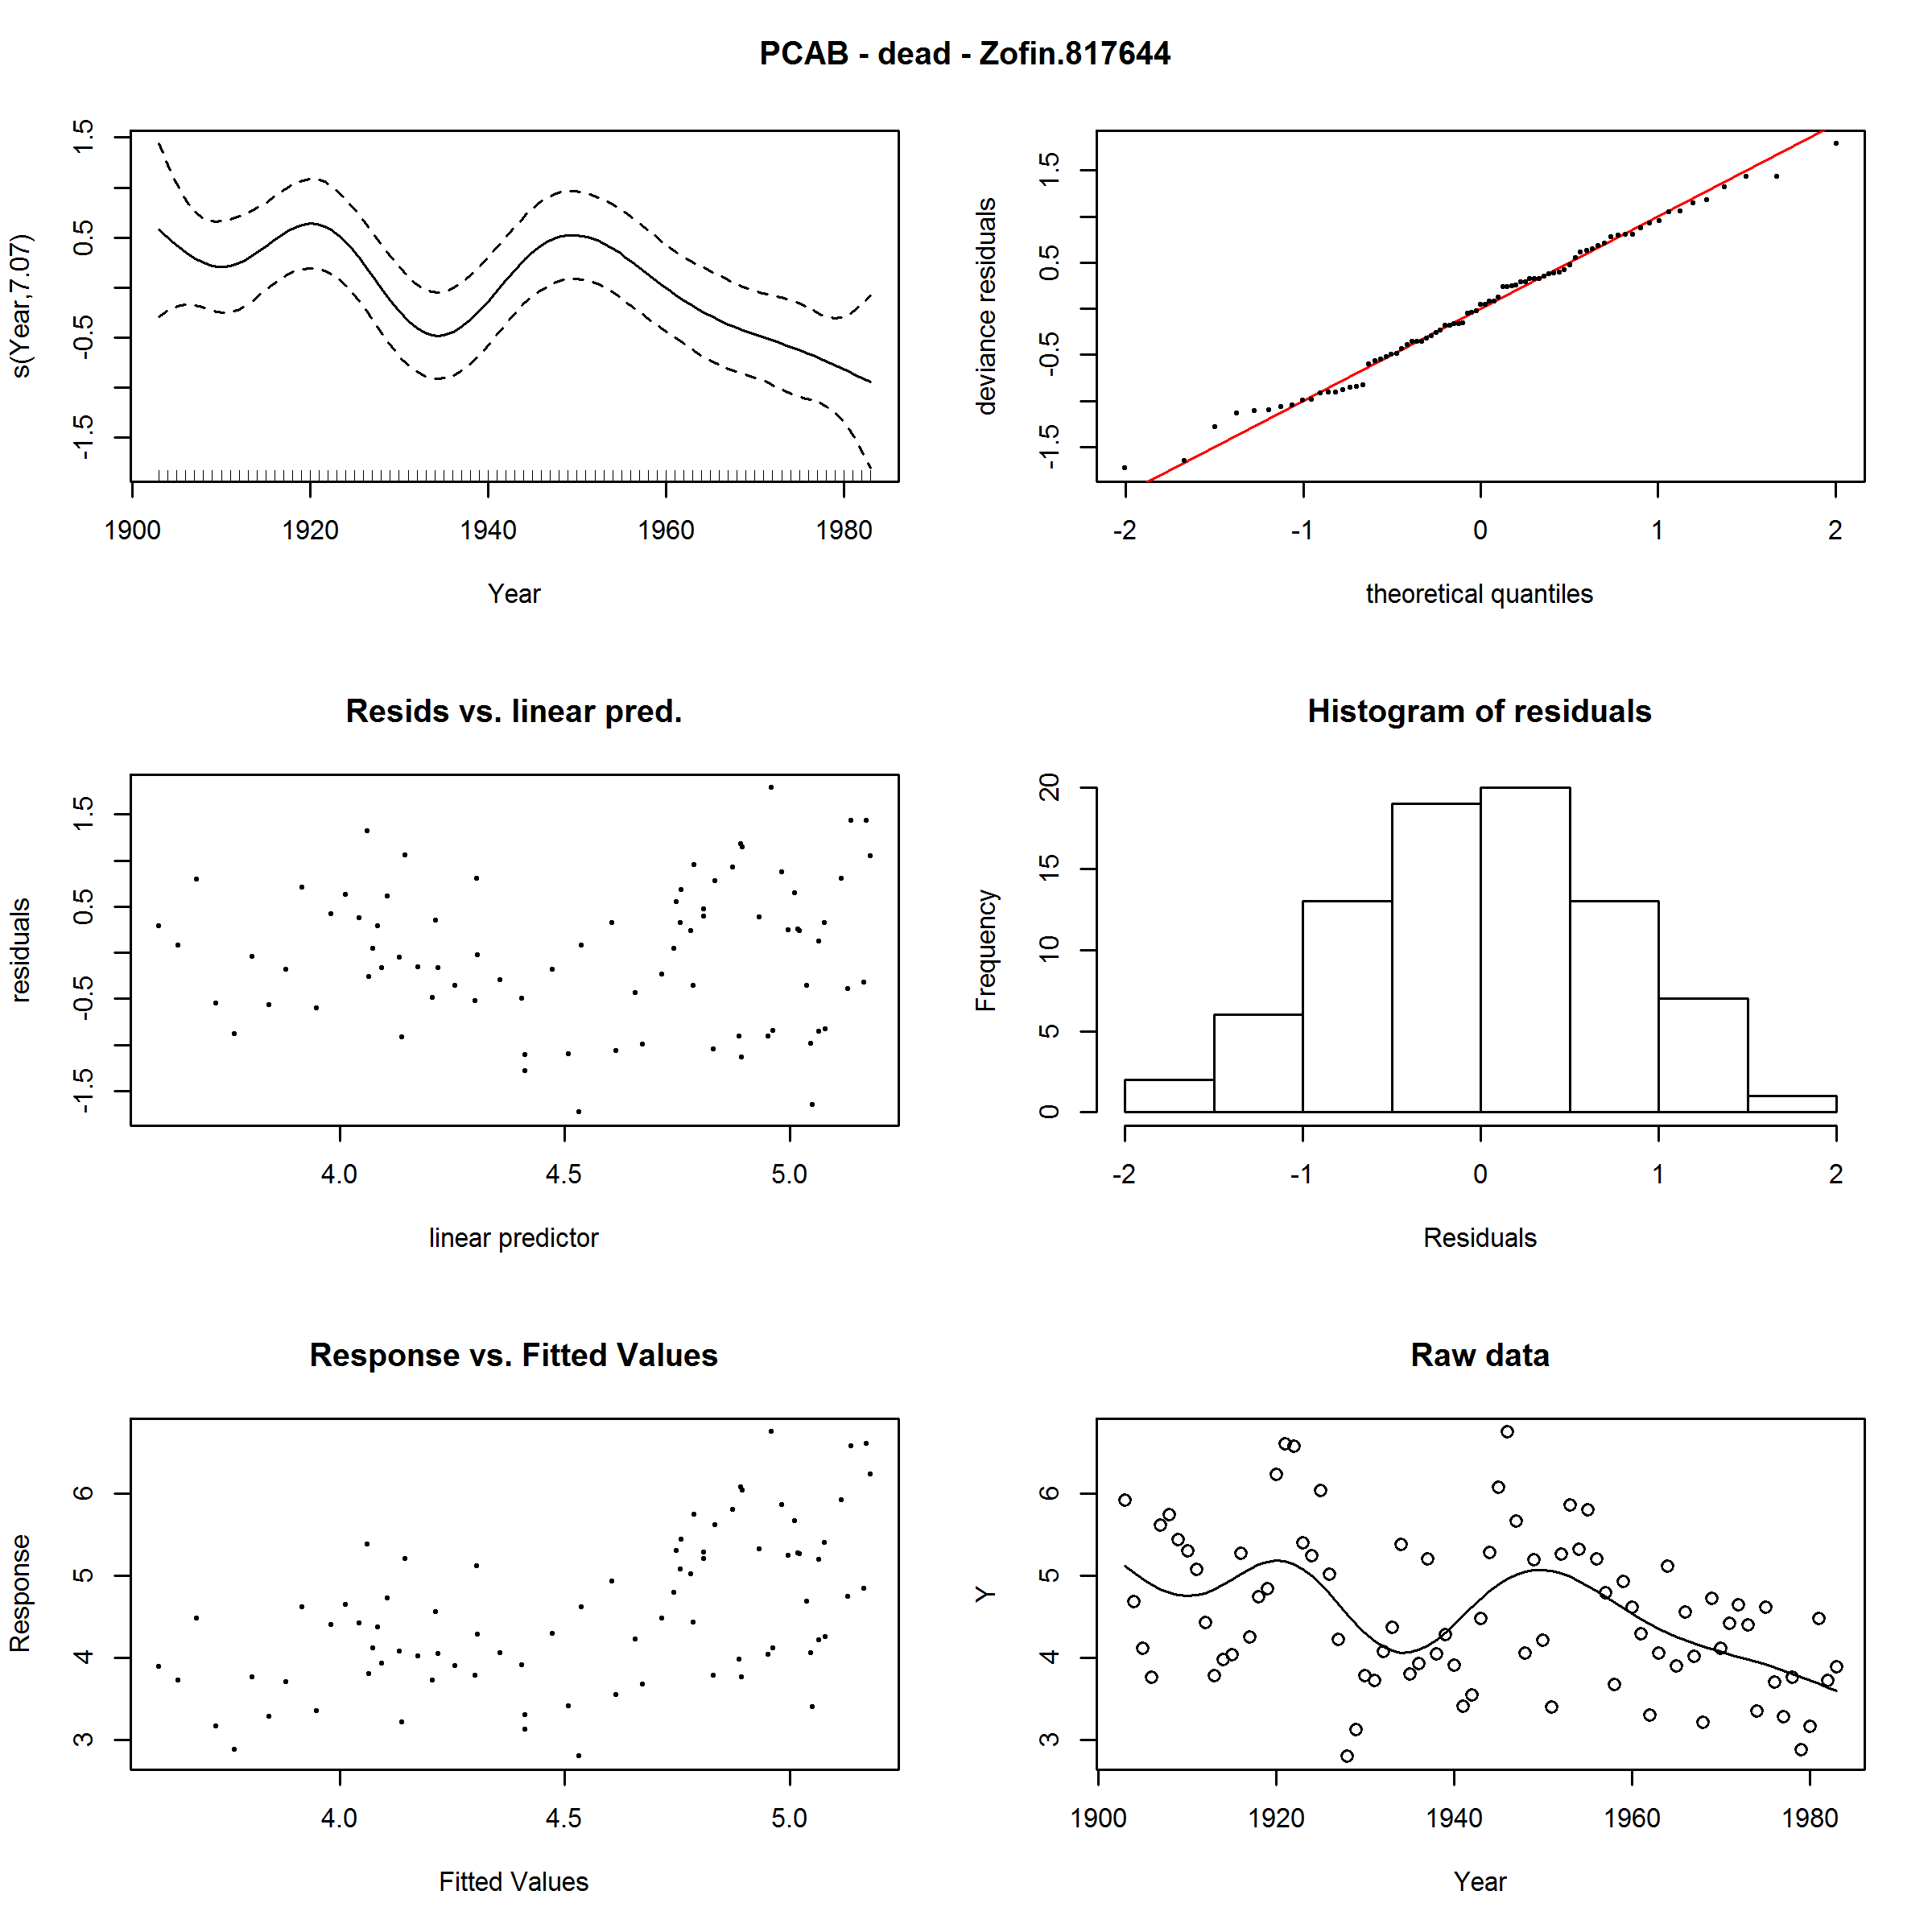 PCAB - dead - Zofin.817644
s(Year,7.07)
1.5
0.5
-0.5
-1.5
1900 1920 1940 1960 1980
Year
deviance residuals
1.5
0.5
-0.5
-1.5
-2 -1 0 1 2
theoretical quantiles
Resids vs. linear pred.
residuals
1.5
0.5
-0.5
-1.5
4.0 4.5 5.0
linear predictor
Histogram of residuals
Frequency
20
15
10
5
0
-2 -1 0 1 2
Residuals
Response vs. Fitted Values
Response
6
5
4
3
4.0 4.5 5.0
Fitted Values
Raw data
Y
6
5
4
3
1900 1920 1940 1960 1980
Year